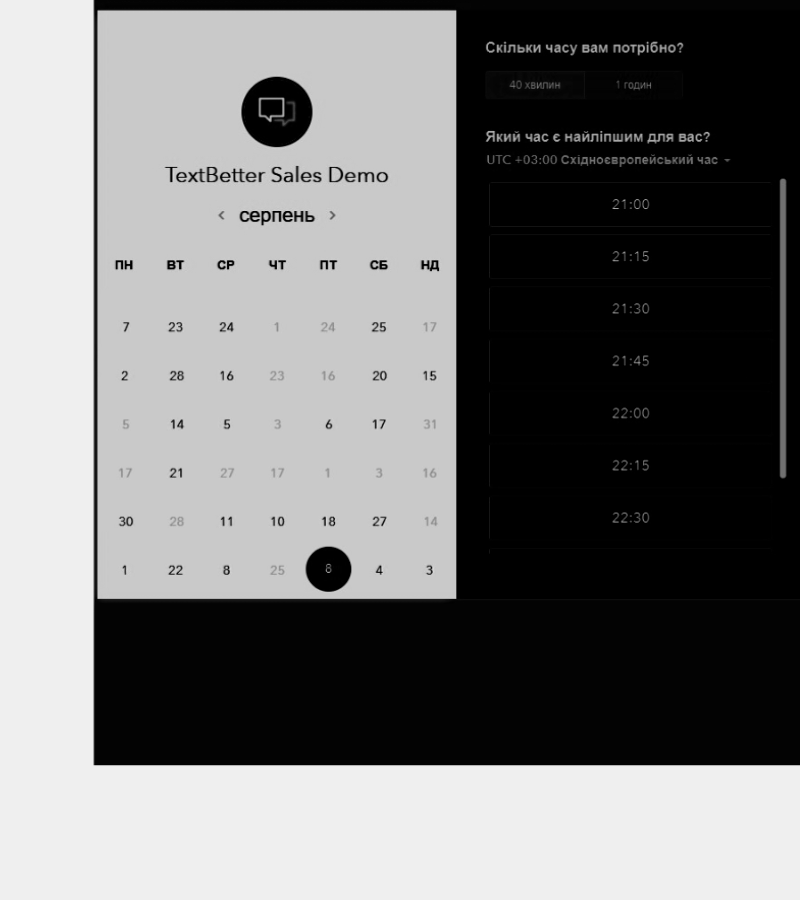 TextBetter Sales Demo
серпень
ПН ВТ СР ЧТ ПТ СБ НД
7 23 24 1 24 25 17
2 28 16 23 16 20 15
5 14 5 3 6 17 31
17 21 27 17 1 3 16
30 28 11 10 18 27 14
1 22 8 25 8 4 3
Скільки часу вам потрібно?
40 хвилин 1 годин
Який час є найліпшим для вас?
UTC +03:00 Східноєвропейський час
21:00
21:15
21:30
21:45
22:00
22:15
22:30